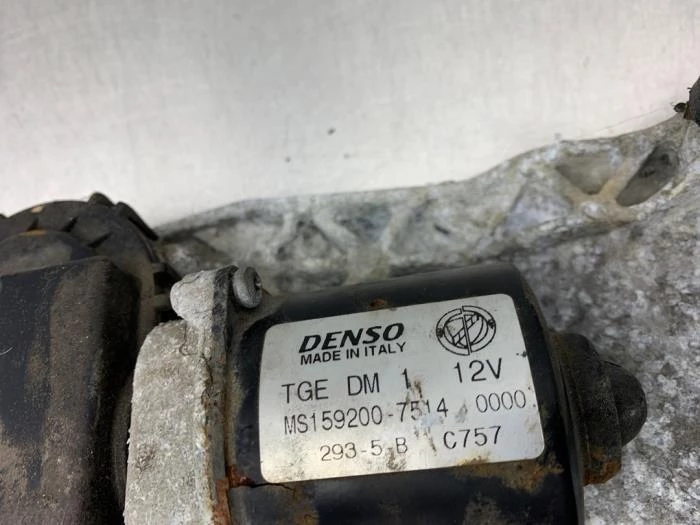 DENSO
MADE IN ITALY
TGE DM 1 12V
MS159200-7514 0000
293-5-B C757